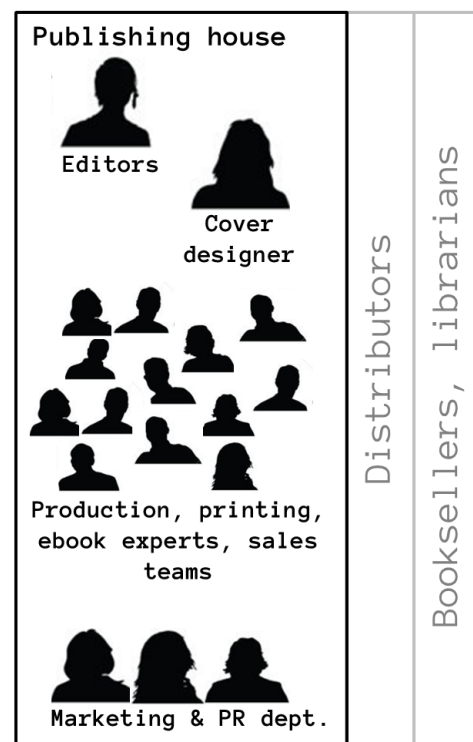 Publishing house
Editors
Cover
designer
Production, printing,
ebook experts, sales
teams
Marketing & PR dept.
Distributors
Booksellers, librarians